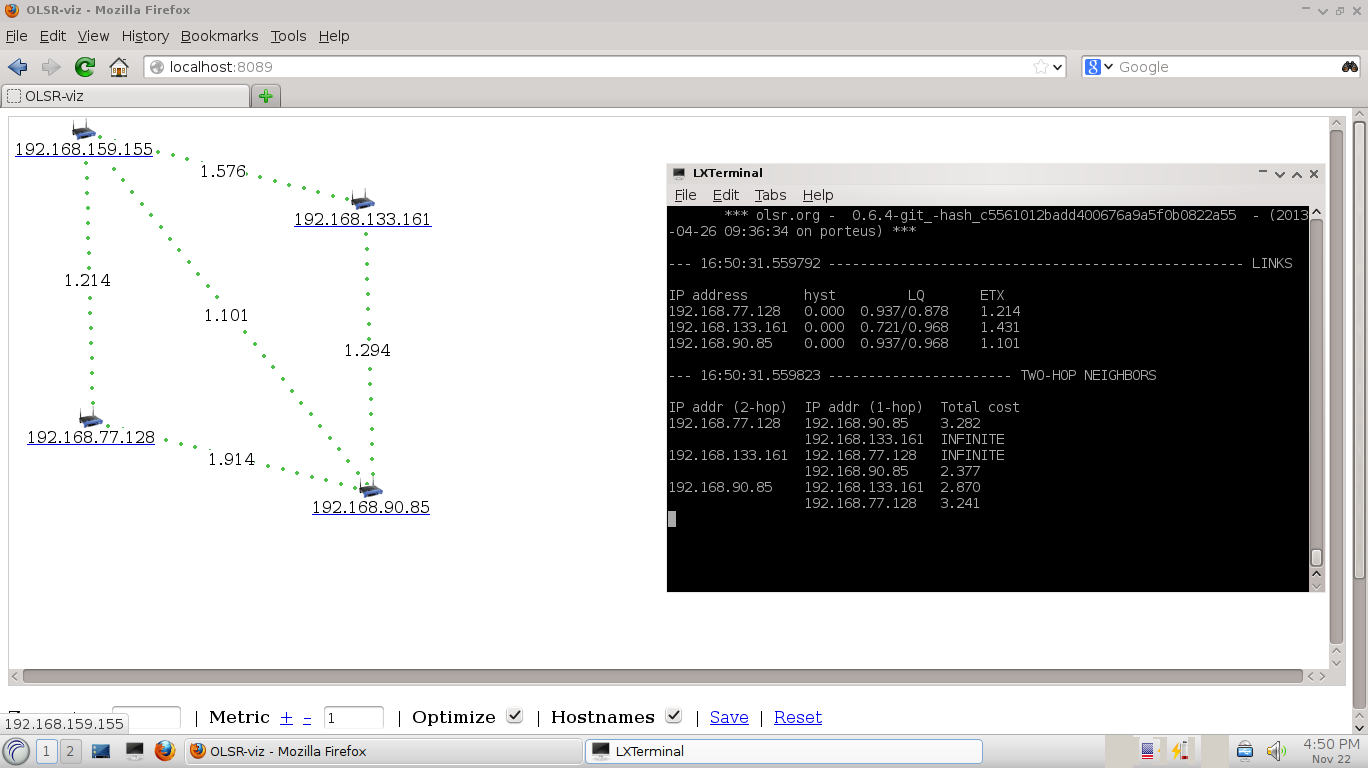 OLSR-viz - Mozilla Firefox
File Edit View History Bookmarks Tools Help
localhost:8089
Google
OLSR-viz
192.168.159.155
1.576
192.168.133.161
1.214
1.101
1.294
192.168.77.128
1.914
192.168.90.85
LXTerminal
File Edit Tabs Help
*** olsr.org - 0.6.4-git_-hash_c5561012badd400676a9a5f0b0822a55 - (2013
-04-26 09:36:34 on porteus) ***
--- 16:50:31.559792 ---------------------------------------------------- LINKS
IP address hyst LQ ETX
192.168.77.128 0.000 0.937/0.878 1.214
192.168.133.161 0.000 0.721/0.968 1.431
192.168.90.85 0.000 0.937/0.968 1.101
--- 16:50:31.559823 ----------------------- TWO-HOP NEIGHBORS
IP addr (2-hop) IP addr (1-hop) Total cost
192.168.77.128 192.168.90.85 3.282
192.168.133.161 INFINITE
192.168.133.161 192.168.77.128 INFINITE
192.168.90.85 2.377
192.168.90.85 192.168.133.161 2.870
192.168.77.128 3.241
| Metric + - 1 | Optimize | Hostnames | Save | Reset
192.168.159.155
1 2 OLSR-viz - Mozilla Firefox LXTerminal 4:50 PM
Nov 22